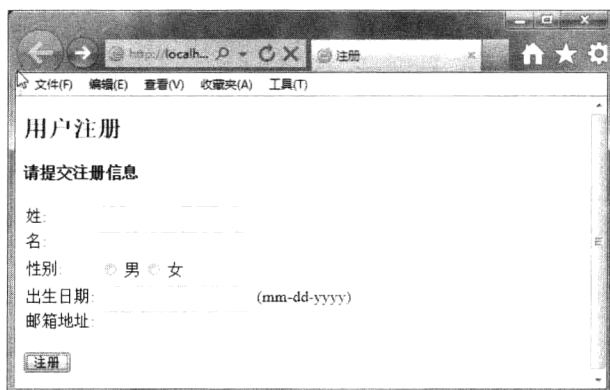 http://localh...
注册
文件(F) 编辑(E) 查看(V) 收藏夹(A) 工具(T)
用户注册
请提交注册信息
姓:
名:
性别: 男 女
出生日期: (mm-dd-yyyy)
邮箱地址:
注册